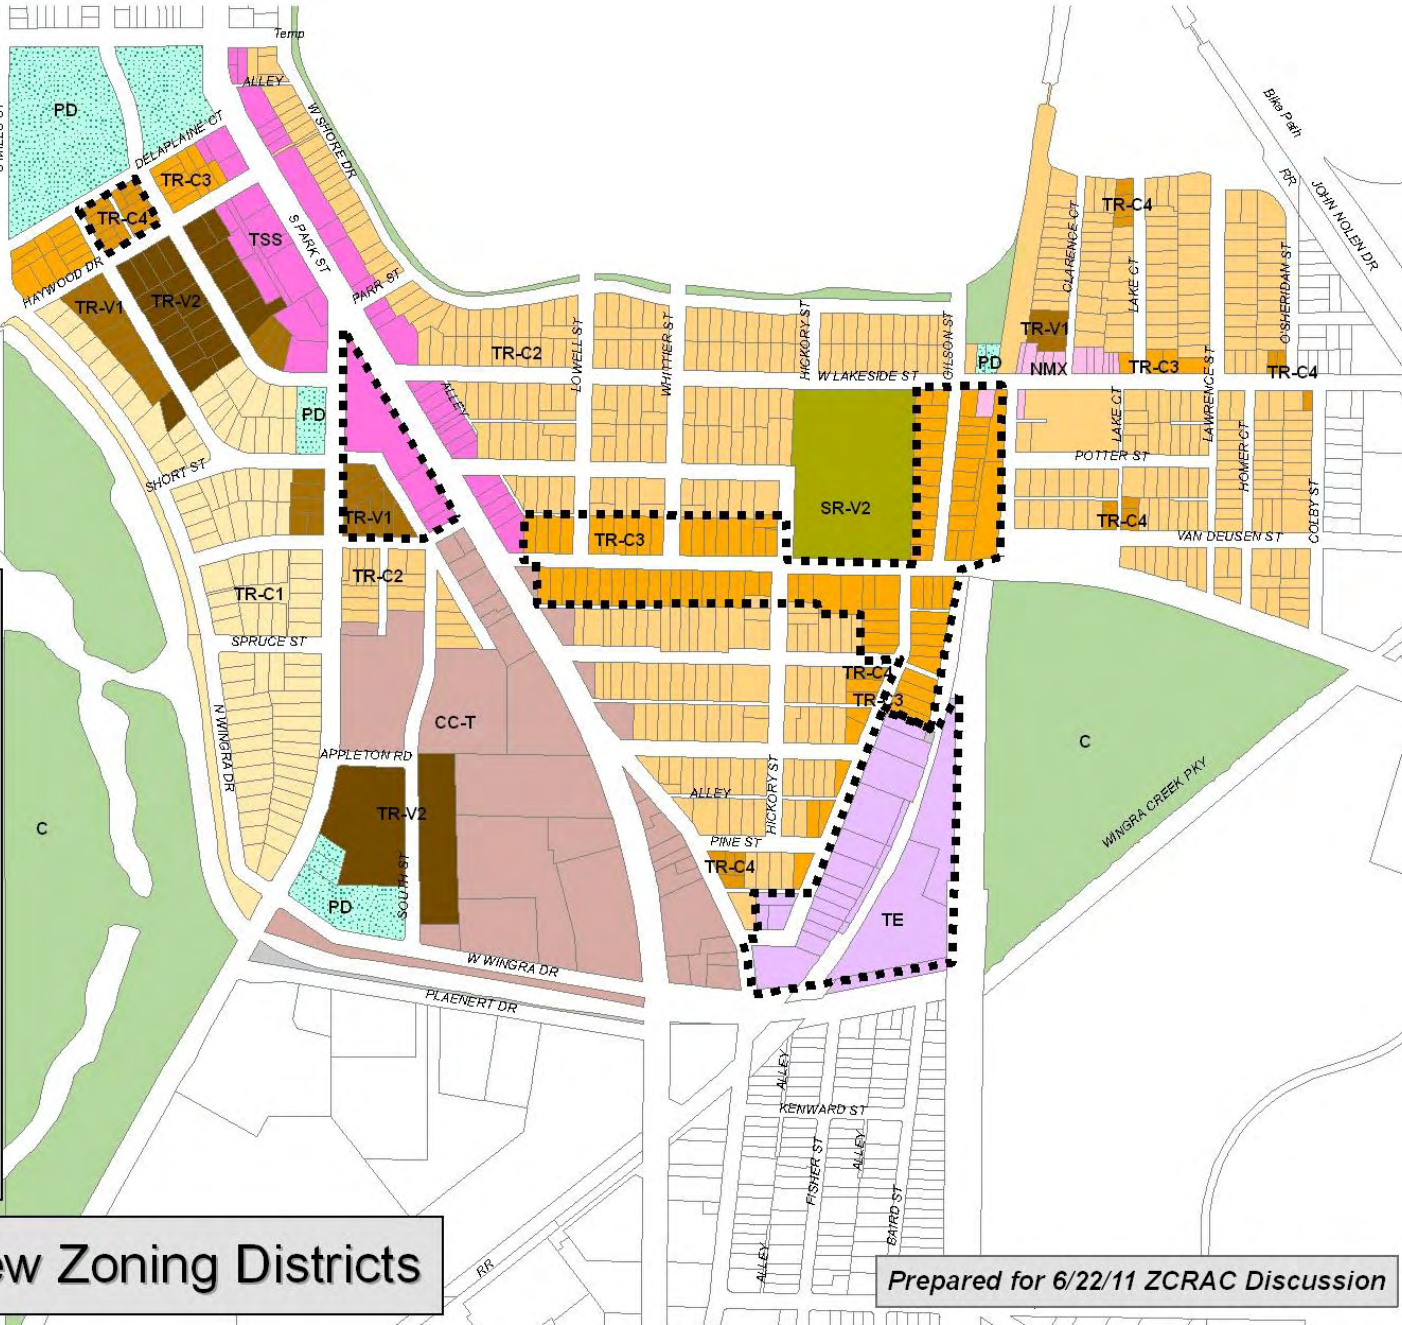 Temp
ALLEY
PD
W SHORE DR
Bike Path
DELAPLAINE CT
TR-C3
RR
JOHN NOLEN DR
TR-C4
TR-C4
TSS
S PARK ST
CLARENCE CT
LAKE CT
O'SHERIDAN ST
HAYWOOD DR
PARR ST
TR-V1
TR-V2
TR-V1
TR-C2
LOWELL ST
WHITTIER ST
HICKORY ST
GILSON ST
PD
NMX
TR-C3
LAWRENCE ST
TR-C4
W LAKESIDE ST
ALLEY
PD
LAKE CT
HOMER CT
POTTER ST
SHORT ST
COLBY ST
TR-V1
SR-V2
TR-C4
TR-C3
VAN DEUSEN ST
TR-C2
TR-C1
SPRUCE ST
TR-C4
TR-C3
N WINGRA DR
CC-T
C
APPLETON RD
HICKORY ST
ALLEY
WINGRA CREEK PKY
TR-V2
C
PINE ST
TR-C4
SOUTH ST
PD
TE
W WINGRA DR
PLAENERT DR
ALLEY
KENWARD ST
FISHER ST
ALLEY
BAIRD ST
ALLEY
RR
ew Zoning Districts
Prepared for 6/22/11 ZCRAC Discussion